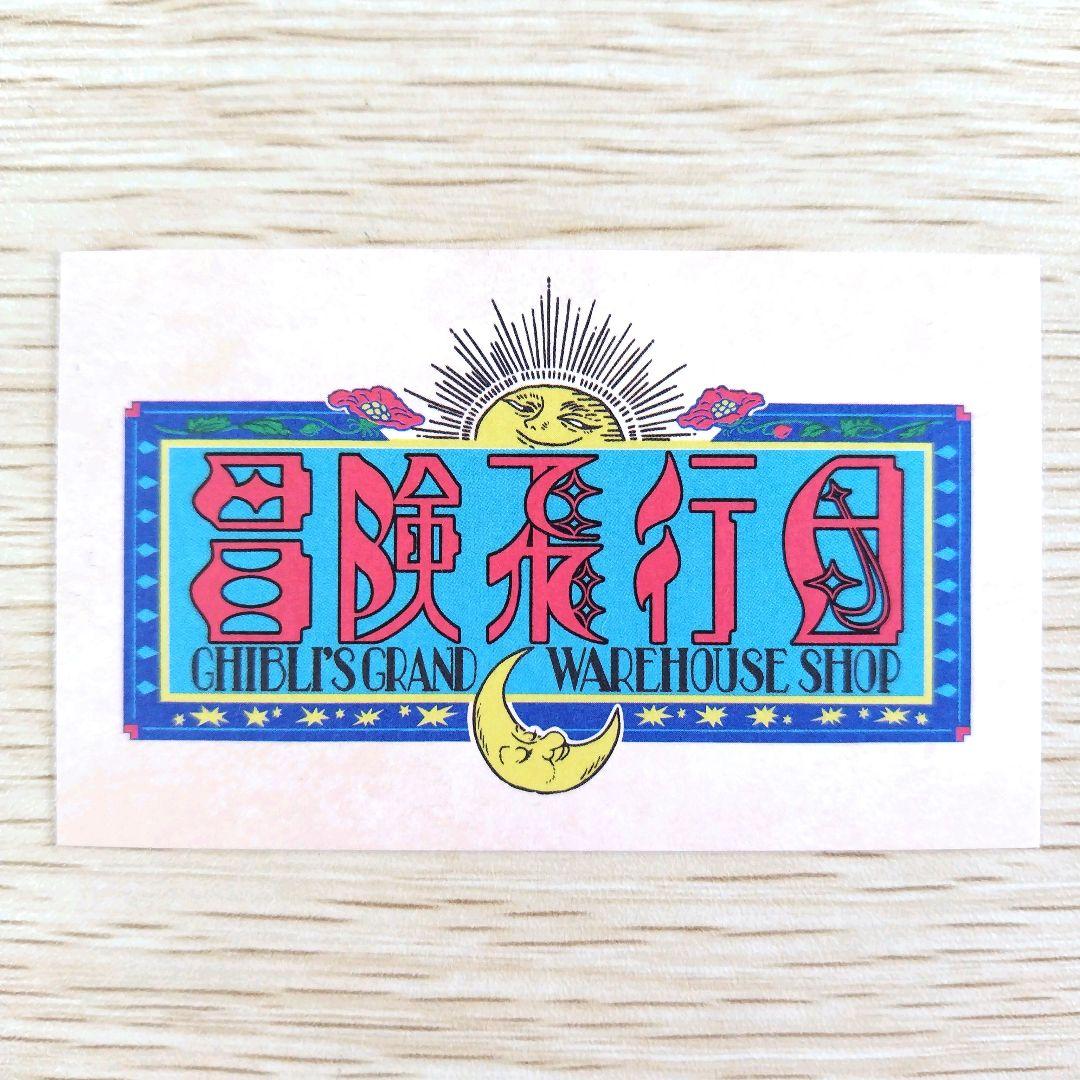 冒険飛行団
GHIBLI'S GRAND WAREHOUSE SHOP